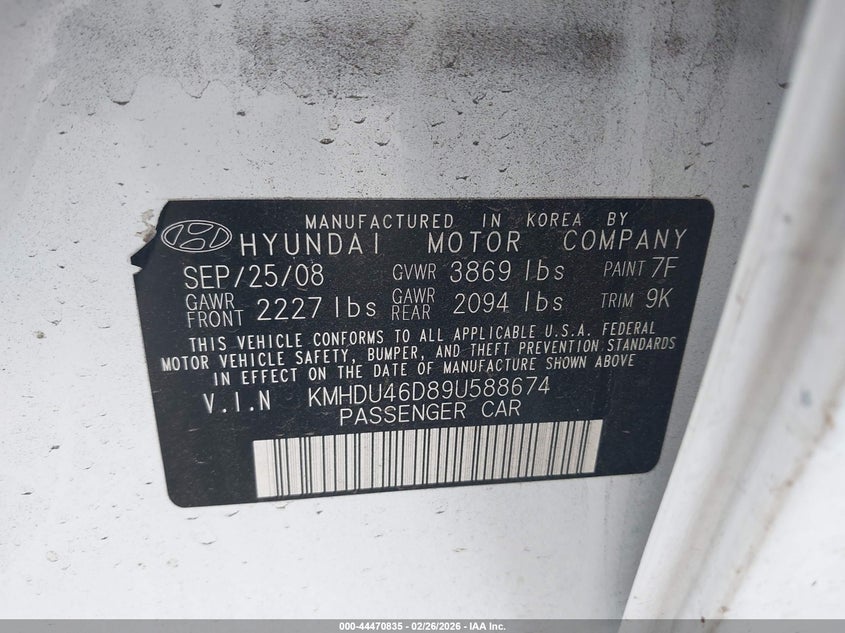 MANUFACTURED IN KOREA BY
HYUNDAI MOTOR COMPANY
SEP/25/08 GVWR 3869 lbs PAINT 7F
GAWR FRONT 2227 lbs GAWR REAR 2094 lbs TRIM 9K
THIS VEHICLE CONFORMS TO ALL APPLICABLE U.S.A. FEDERAL
MOTOR VEHICLE SAFETY, BUMPER, AND THEFT PREVENTION STANDARDS
IN EFFECT ON THE DATE OF MANUFACTURE SHOWN ABOVE
V.I.N KMHDU46D89U588674
PASSENGER CAR
000-44470835 - 02/26/2026 - IAA Inc.